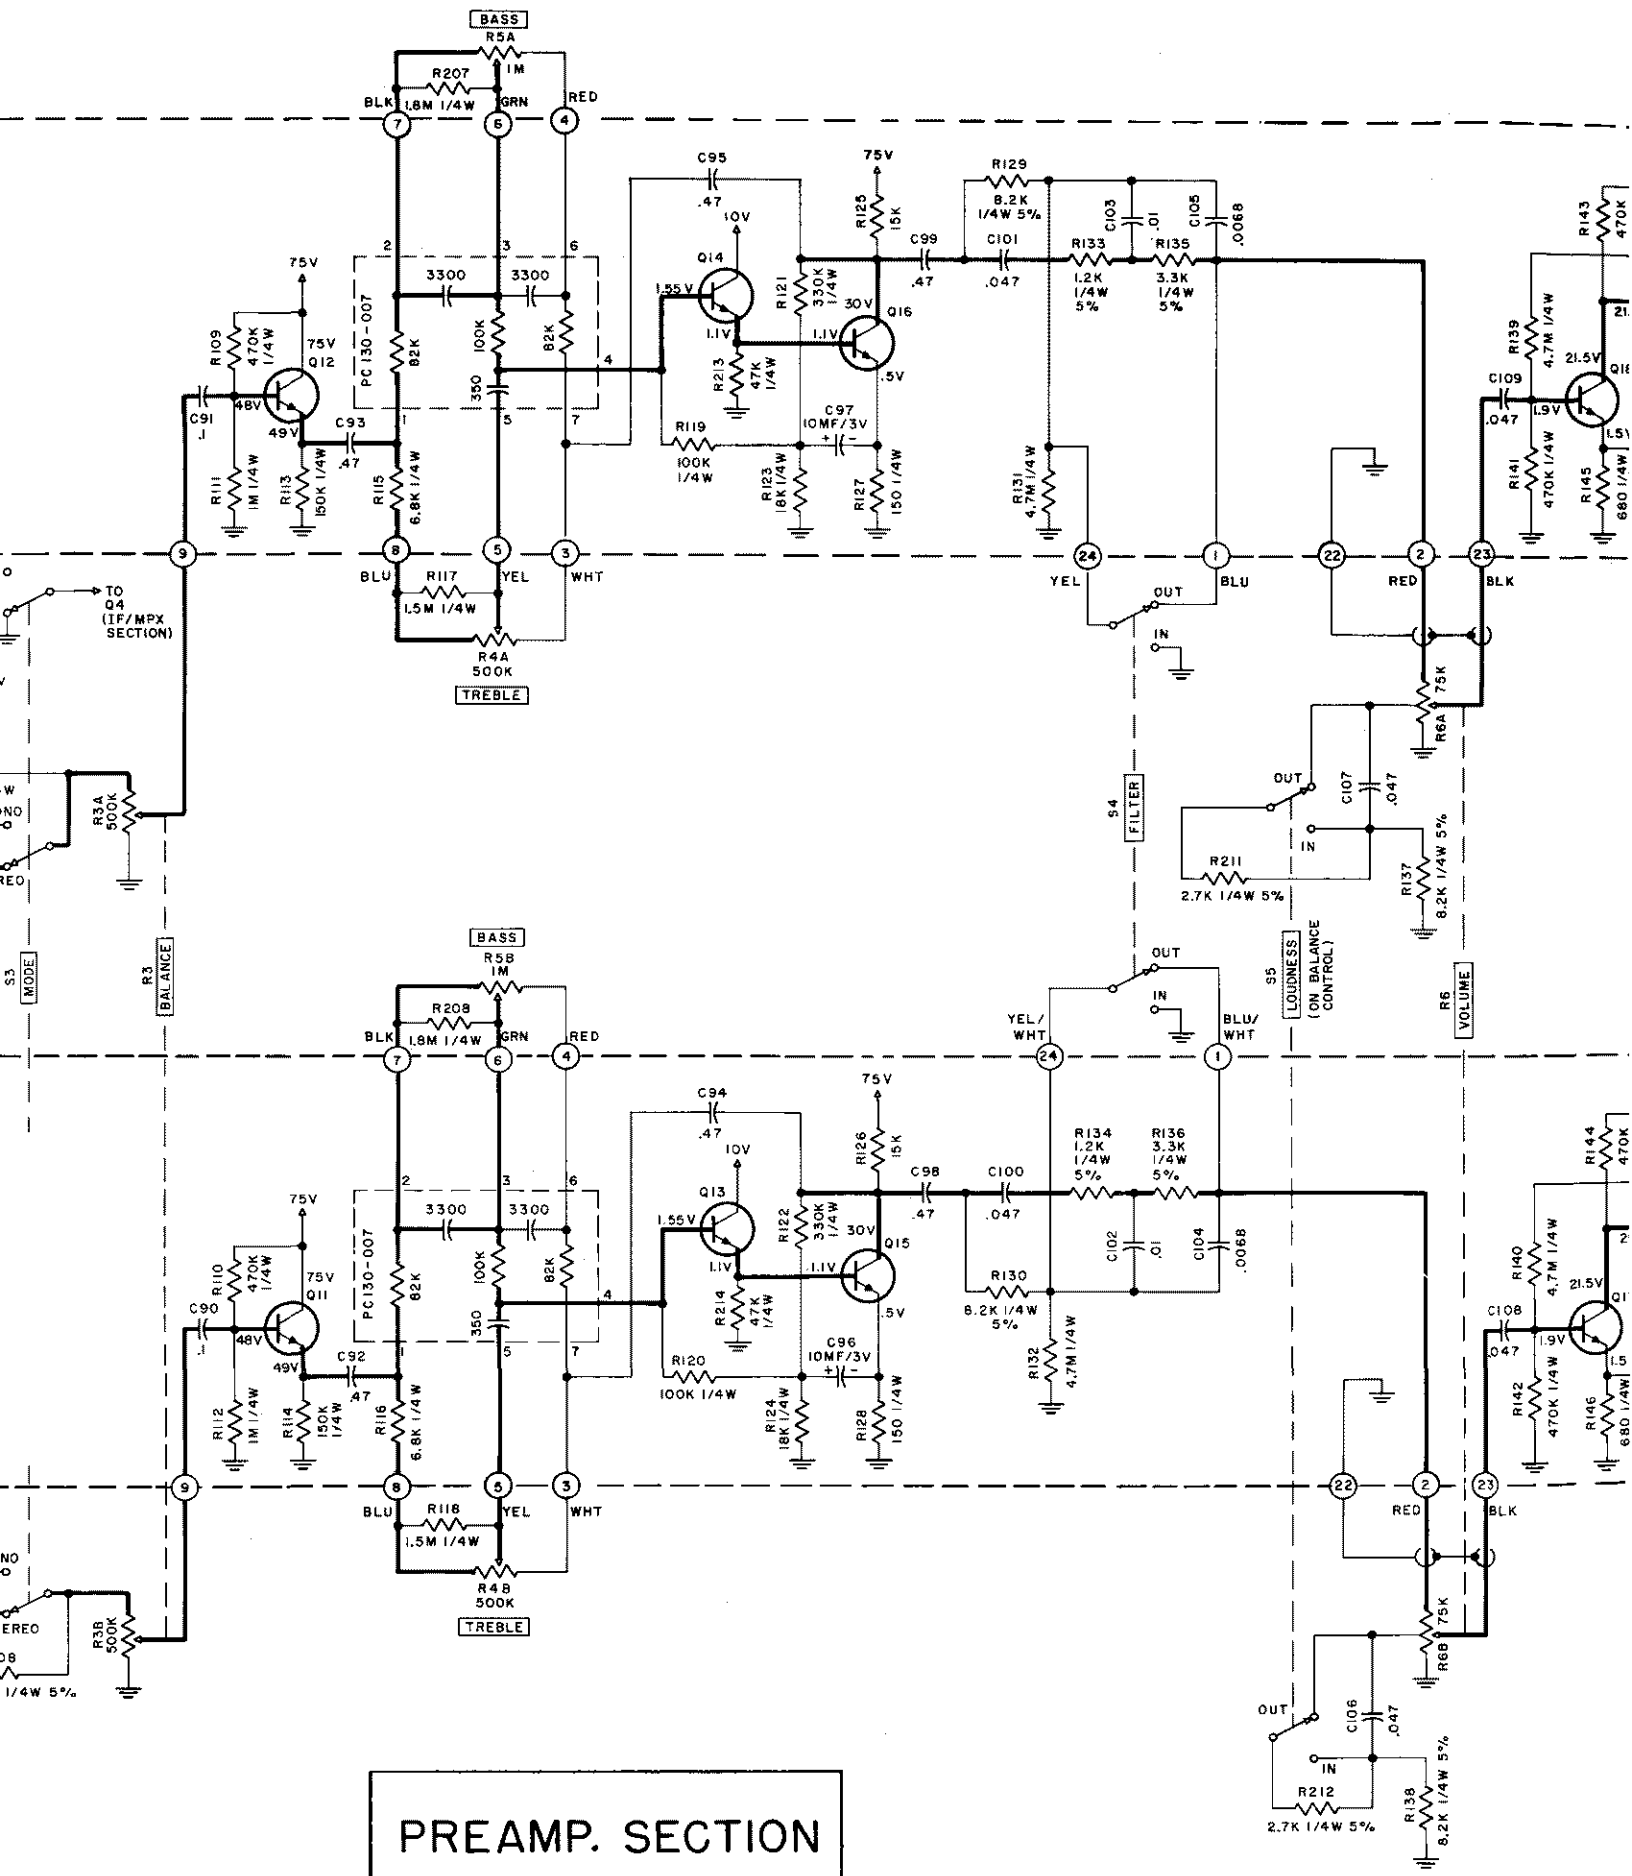 BASS
R5A
1M
R207
1.8M 1/4W
BLK
GRN
RED
7
6
4
C95
.47
75V
R125
15K
R129
8.2K
1/4W 5%
C103
.01
C105
.0068
R143
470K
10V
Q14
1.55V
1.1V
R121
330K
1/4W
C99
.47
C101
.047
R133
1.2K
1/4W
5%
R135
3.3K
1/4W
5%
2
3
6
3300
3300
PC130-007
82K
100K
82K
350
4
1
5
7
75V
R109
470K
1/4W
75V
Q12
C91
.1
48V
49V
C93
.47
R111
1M 1/4W
R113
150K 1/4W
R115
6.8K 1/4W
R213
47K
1/4W
30V
Q16
1.1V
.5V
R119
100K
1/4W
C97
10MF/3V
+
-
R123
18K 1/4W
R127
150 1/4W
R131
4.7M 1/4W
R139
4.7M 1/4W
21.5V
Q18
C109
.047
1.9V
1.5V
R141
470K 1/4W
R145
680 1/4W
9
8
5
3
24
1
22
2
23
BLU
YEL
WHT
YEL
BLU
RED
BLK
R117
1.5M 1/4W
R4A
500K
TREBLE
TO
Q4
(IF/MPX
SECTION)
OUT
IN
75K
R6A
S4
FILTER
OUT
IN
C107
.047
R211
2.7K 1/4W 5%
R137
8.2K 1/4W 5%
R3A
500K
S3
MODE
R3
BALANCE
S5
LOUDNESS
(ON BALANCE
CONTROL)
R6
VOLUME
BASS
R5B
1M
R208
1.8M 1/4W
BLK
GRN
RED
7
6
4
OUT
IN
YEL/
WHT
BLU/
WHT
24
1
C94
.47
75V
R126
15K
R134
1.2K
1/4W
5%
R136
3.3K
1/4W
5%
R144
470K
10V
Q13
1.55V
1.1V
R122
330K
1/4W
C98
.47
C100
.047
2
3
6
3300
3300
PC130-007
82K
100K
82K
350
4
1
5
7
75V
R110
470K
1/4W
75V
Q11
C90
.1
48V
49V
C92
.47
R112
1M 1/4W
R114
150K
1/4W
R116
6.8K 1/4W
R214
47K
1/4W
30V
Q15
1.1V
.5V
C102
.01
C104
.0068
R130
8.2K 1/4W
5%
R120
100K 1/4W
C96
10MF/3V
+
-
R124
18K 1/4W
R128
150 1/4W
R132
4.7M 1/4W
R140
4.7M 1/4W
21.5V
C108
.047
1.9V
1.5
R142
470K 1/4W
R146
680 1/4W
9
8
5
3
22
2
23
BLU
YEL
WHT
RED
BLK
R118
1.5M 1/4W
R4B
500K
TREBLE
R3B
500K
1/4W 5%
75K
R6B
OUT
IN
C106
.047
R212
2.7K 1/4W 5%
R138
8.2K 1/4W 5%
PREAMP. SECTION